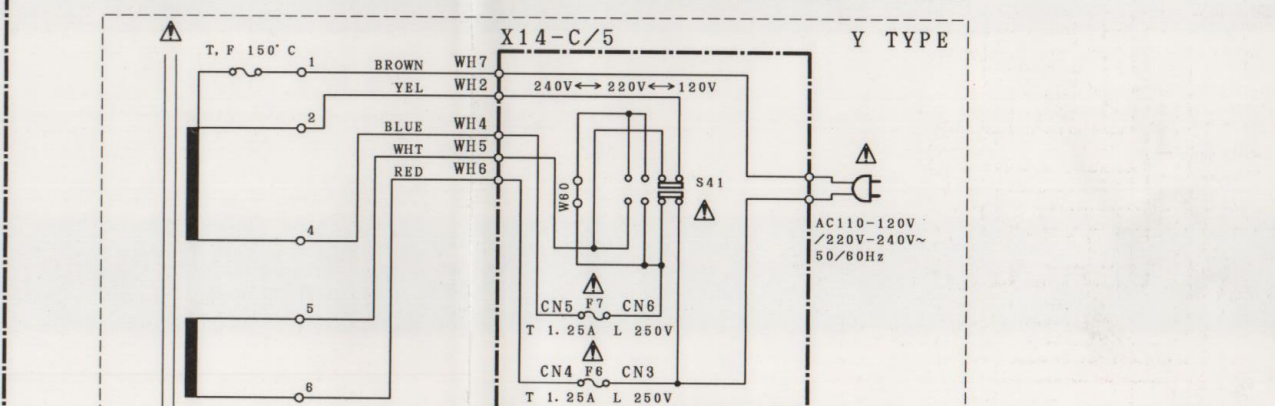 X14-C/5
Y TYPE
T, F 150°C
1
BROWN WH7
240V↔220V↔120V
YEL WH2
2
BLUE WH4
WHT WH5
RED WH6
W60
S41
AC110-120V
/220V-240V~
50/60Hz
4
5
CN5 F7 CN6
T 1.25A L 250V
CN4 F6 CN3
6
T 1.25A L 250V